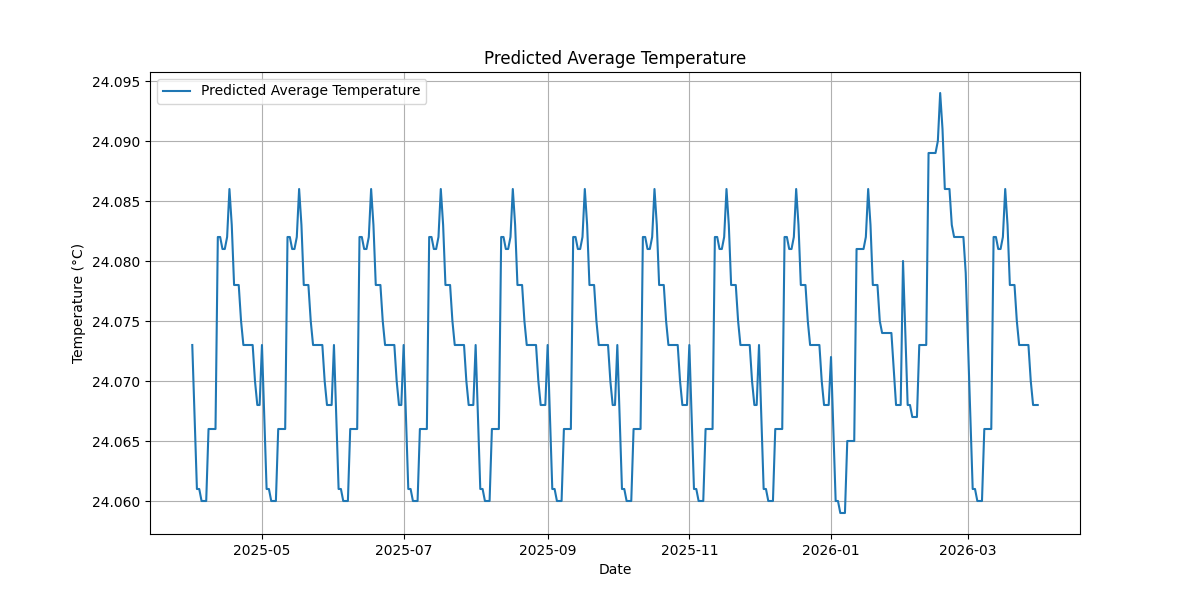 Predicted Average Temperature
Predicted Average Temperature
24.095
24.090
24.085
24.080
24.075
24.070
24.065
24.060
Temperature (°C)
2025-05 2025-07 2025-09 2025-11 2026-01 2026-03
Date